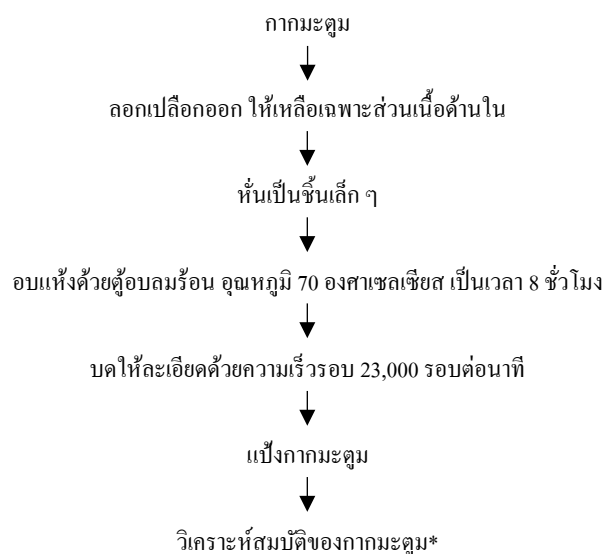 กากมะตูม
ลอกเปลือกออก ให้เหลือเฉพาะส่วนเนื้อด้านใน
หั่นเป็นชิ้นเล็ก ๆ
อบแห้งด้วยตู้อบลมร้อน อุณหภูมิ 70 องศาเซลเซียส เป็นเวลา 8 ชั่วโมง
บดให้ละเอียดด้วยความเร็วรอบ 23,000 รอบต่อนาที
แป้งกากมะตูม
วิเคราะห์สมบัติของกากมะตูม*